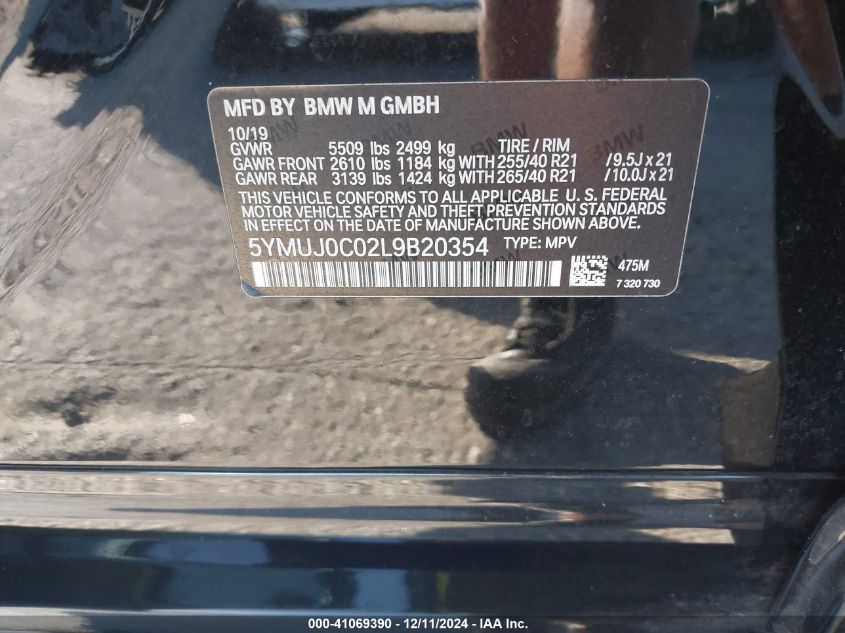 MFD BY BMW M GMBH
10/19
GVWR 5509 lbs 2499 kg TIRE / RIM
GAWR FRONT 2610 lbs 1184 kg WITH 255/40 R21 /9.5J x 21
GAWR REAR 3139 lbs 1424 kg WITH 265/40 R21 /10.0J x 21
THIS VEHICLE CONFORMS TO ALL APPLICABLE U. S. FEDERAL
MOTOR VEHICLE SAFETY AND THEFT PREVENTION STANDARDS
IN EFFECT ON THE DATE OF MANUFACTURE SHOWN ABOVE.
5YMUJ0C02L9B20354 TYPE: MPV
475M
7 320 730
000-41069390 - 12/11/2024 - IAA Inc.